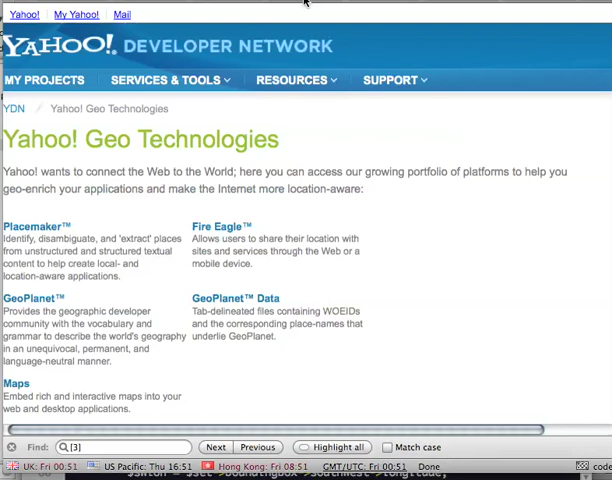 Yahoo! My Yahoo! Mail
YAHOO! DEVELOPER NETWORK
MY PROJECTS SERVICES & TOOLS RESOURCES SUPPORT
YDN / Yahoo! Geo Technologies
Yahoo! Geo Technologies
Yahoo! wants to connect the Web to the World; here you can access our growing portfolio of platforms to help you
geo-enrich your applications and make the Internet more location-aware:
Placemaker™
Identify, disambiguate, and 'extract' places
from unstructured and structured textual
content to help create local- and
location-aware applications.
Fire Eagle™
Allows users to share their location with
sites and services through the Web or a
mobile device.
GeoPlanet™
Provides the geographic developer
community with the vocabulary and
grammar to describe the world's geography
in an unequivocal, permanent, and
language-neutral manner.
GeoPlanet™ Data
Tab-delineated files containing WOEIDs
and the corresponding place-names that
underlie GeoPlanet.
Maps
Embed rich and interactive maps into your
web and desktop applications.
Find: [3] Next Previous Highlight all Match case
UK: Fri 00:51 US Pacific: Thu 16:51 Hong Kong: Fri 08:51 GMT/UTC: Fri 00:51 Done code